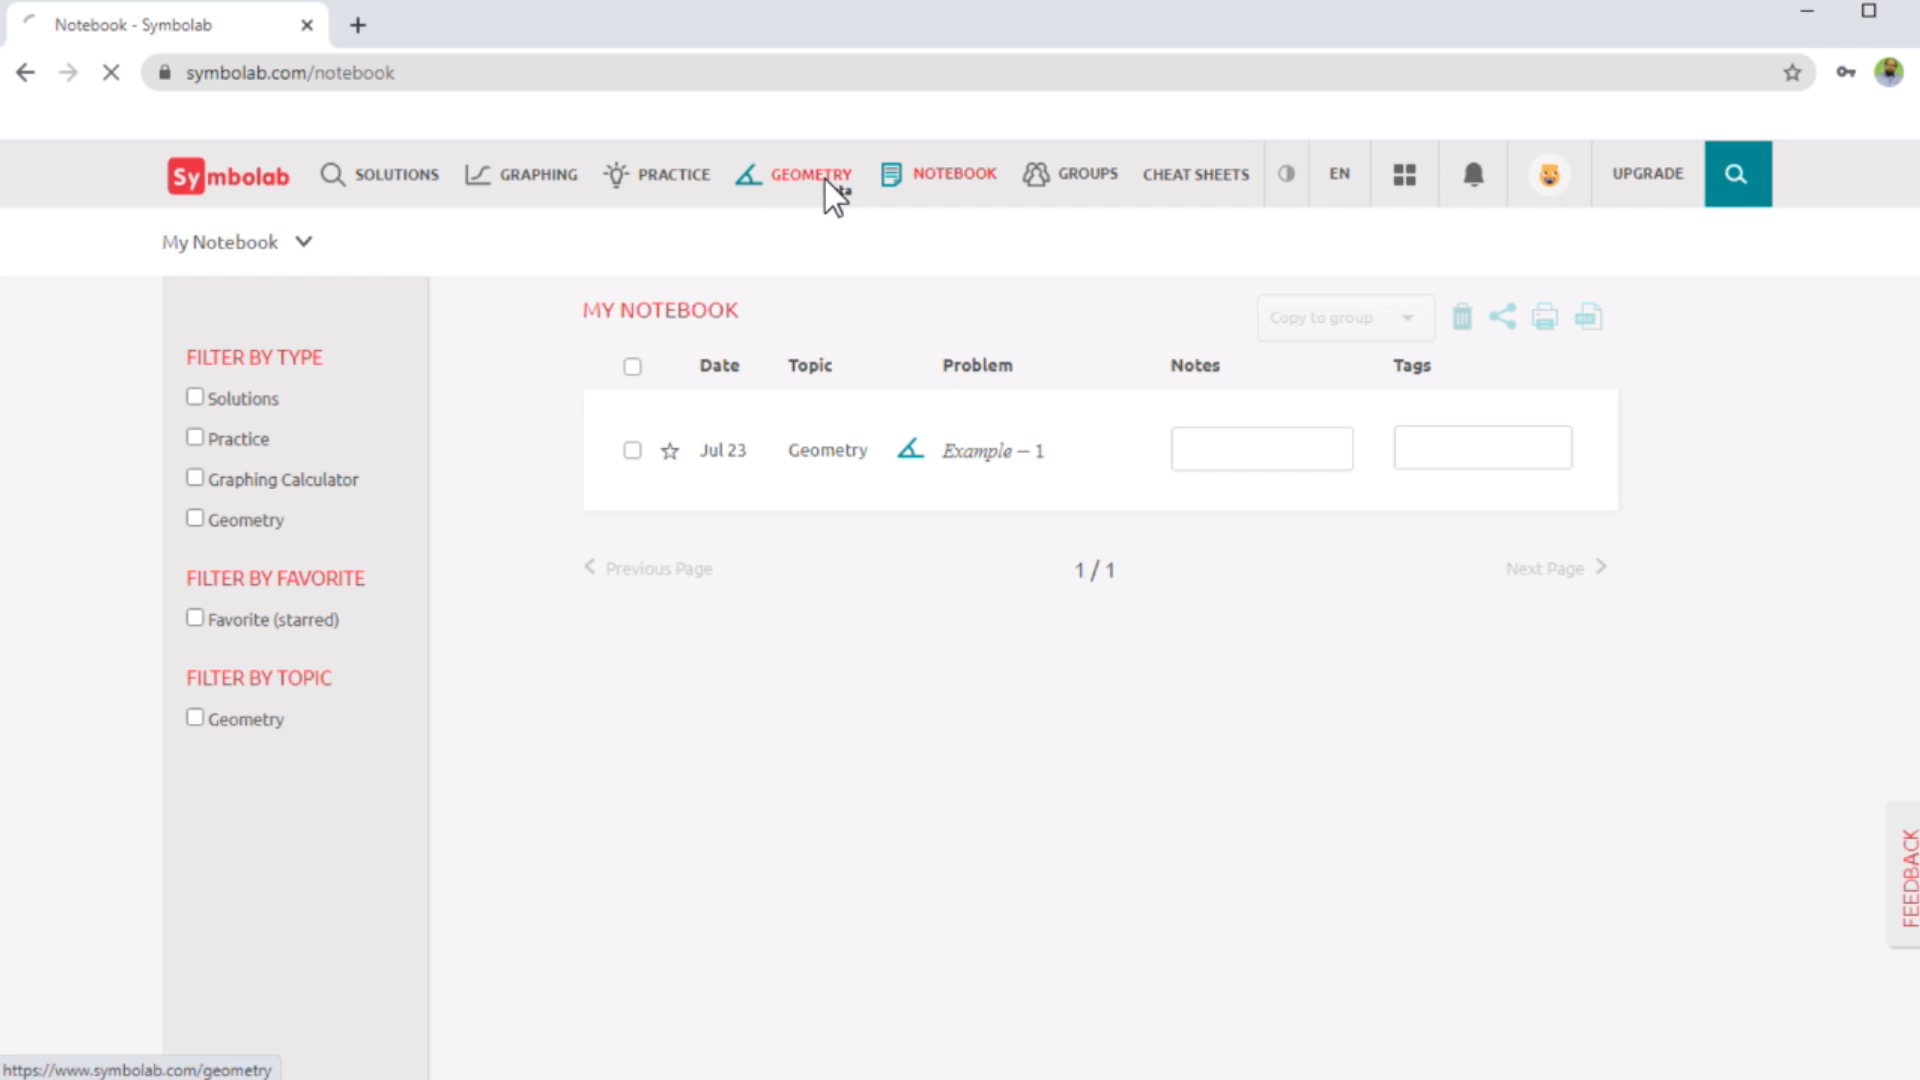 Notebook - Symbolab
symbolab.com/notebook
Symbolab SOLUTIONS GRAPHING PRACTICE GEOMETRY NOTEBOOK GROUPS CHEAT SHEETS EN UPGRADE
My Notebook
MY NOTEBOOK
Copy to group
Date Topic Problem Notes Tags
Jul 23 Geometry Example – 1
Previous Page 1 / 1 Next Page
FILTER BY TYPE
Solutions
Practice
Graphing Calculator
Geometry
FILTER BY FAVORITE
Favorite (starred)
FILTER BY TOPIC
Geometry
FEEDBACK
https://www.symbolab.com/geometry